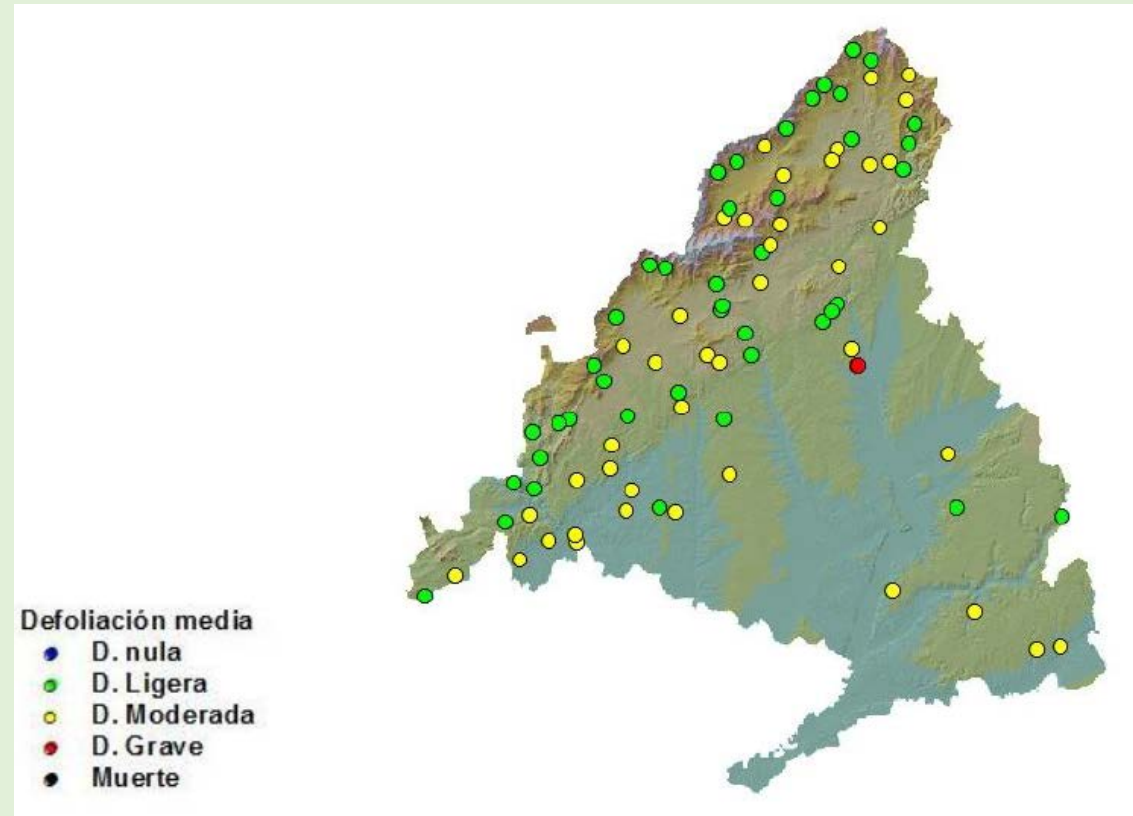 Defoliación media
D. nula
D. Ligera
D. Moderada
D. Grave
Muerte